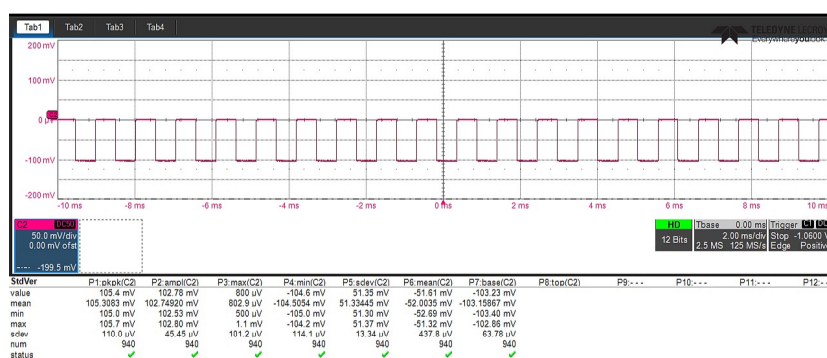 Tab1 Tab2 Tab3 Tab4
TELEDYNE LECROY
Everywhereyoulook
200 mV
100 mV
C2
0 µV
-100 mV
-200 mV
-10 ms -8 ms -6 ms -4 ms -2 ms 0 ms 2 ms 4 ms 6 ms 8 ms 10 ms
C2 DC50
50.0 mV/div
0.00 mV ofst
-199.5 mV
HD
12 Bits
Tbase 0.00 ms
2.00 ms/div
2.5 MS 125 MS/s
Trigger C1
Stop -1.0600 V
Edge Positiv
StdVer P1:pkpk(C2) P2:ampl(C2) P3:max(C2) P4:min(C2) P5:sdev(C2) P6:mean(C2) P7:base(C2) P8:top(C2) P9:- - - P10:- - - P11:- - - P12:- -
value 105.4 mV 102.78 mV 800 µV -104.6 mV 51.35 mV -51.61 mV -103.23 mV
mean 105.3083 mV 102.74920 mV 802.9 µV -104.5054 mV 51.33445 mV -52.0035 mV -103.15867 mV
min 105.0 mV 102.53 mV 500 µV -105.0 mV 51.30 mV -52.69 mV -103.40 mV
max 105.7 mV 102.80 mV 1.1 mV -104.2 mV 51.37 mV -51.32 mV -102.86 mV
sdev 110.0 µV 45.45 µV 101.2 µV 114.1 µV 13.34 µV 437.8 µV 63.78 µV
num 940 940 940 940 940 940 940
status